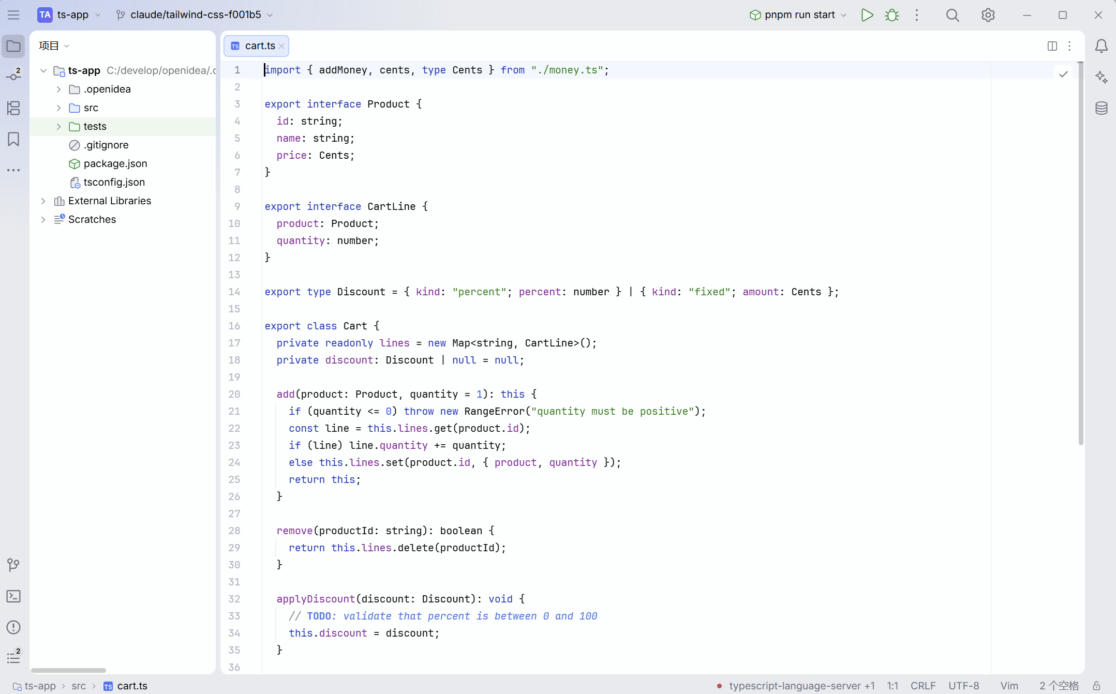 TA ts-app claude/tailwind-css-f001b5 pnpm run start
项目
cart.ts
2
ts-app C:/develop/openidea/.c
.openidea
src
tests
.gitignore
package.json
tsconfig.json
External Libraries
Scratches
1 import { addMoney, cents, type Cents } from "./money.ts";
2
3 export interface Product {
4   id: string;
5   name: string;
6   price: Cents;
7 }
8
9 export interface CartLine {
10   product: Product;
11   quantity: number;
12 }
13
14 export type Discount = { kind: "percent"; percent: number } | { kind: "fixed"; amount: Cents };
15
16 export class Cart {
17   private readonly lines = new Map<string, CartLine>();
18   private discount: Discount | null = null;
19
20   add(product: Product, quantity = 1): this {
21     if (quantity <= 0) throw new RangeError("quantity must be positive");
22     const line = this.lines.get(product.id);
23     if (line) line.quantity += quantity;
24     else this.lines.set(product.id, { product, quantity });
25     return this;
26   }
27
28   remove(productId: string): boolean {
29     return this.lines.delete(productId);
30   }
31
32   applyDiscount(discount: Discount): void {
33     // TODO: validate that percent is between 0 and 100
34     this.discount = discount;
35   }
36
2
ts-app src TS cart.ts typescript-language-server +1 1:1 CRLF UTF-8 Vim 2 个空格